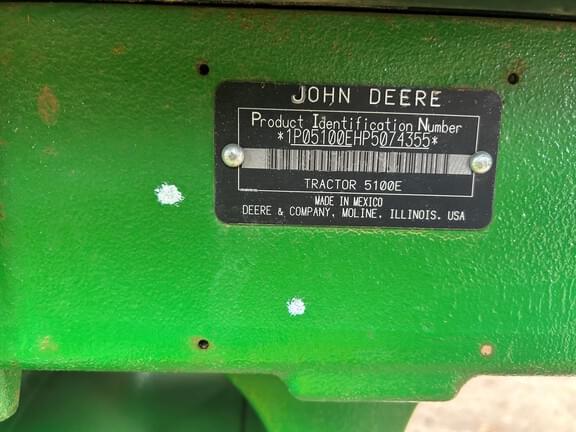 JOHN DEERE
Product Identification Number
*1P05100EHP5074355*
TRACTOR 5100E
MADE IN MEXICO
DEERE & COMPANY, MOLINE, ILLINOIS. USA